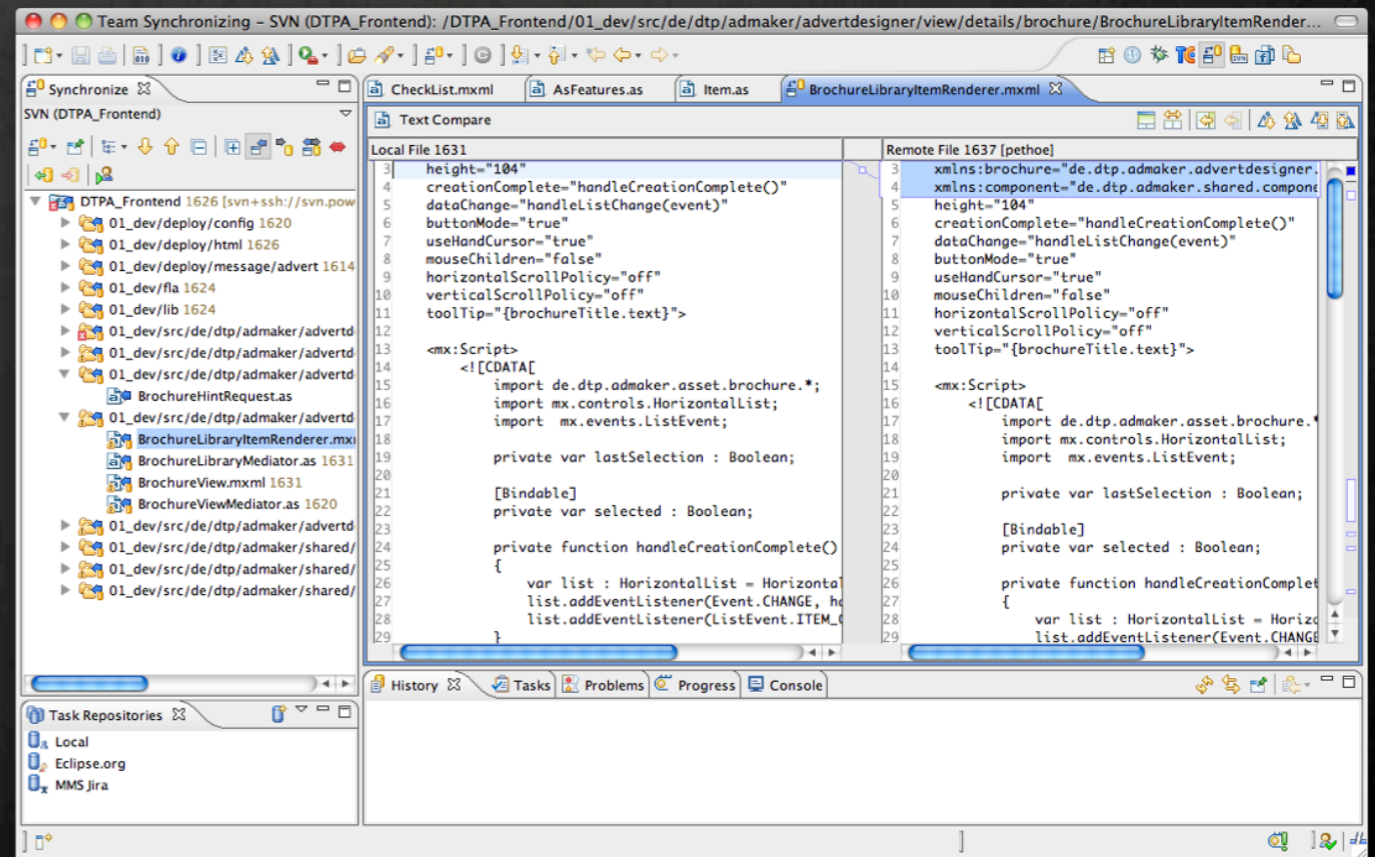 Team Synchronizing – SVN (DTPA_Frontend): /DTPA_Frontend/01_dev/src/de/dtp/admaker/advertdesigner/view/details/brochure/BrochureLibraryItemRender...
Synchronize
SVN (DTPA_Frontend)
DTPA_Frontend 1626 [svn+ssh://svn.pow
01_dev/deploy/config 1620
01_dev/deploy/html 1626
01_dev/deploy/message/advert 1614
01_dev/fla 1624
01_dev/lib 1624
01_dev/src/de/dtp/admaker/advertd
01_dev/src/de/dtp/admaker/advertd
01_dev/src/de/dtp/admaker/advertd
BrochureHintRequest.as
01_dev/src/de/dtp/admaker/advertd
BrochureLibraryItemRenderer.mx
BrochureLibraryMediator.as 1631
BrochureView.mxml 1631
BrochureViewMediator.as 1620
01_dev/src/de/dtp/admaker/advertd
01_dev/src/de/dtp/admaker/shared/
01_dev/src/de/dtp/admaker/shared/
01_dev/src/de/dtp/admaker/shared/
Task Repositories
Local
Eclipse.org
MMS Jira
CheckList.mxml AsFeatures.as Item.as BrochureLibraryItemRenderer.mxml
Text Compare
Local File 1631
3 height="104"
4 creationComplete="handleCreationComplete()"
5 dataChange="handleListChange(event)"
6 buttonMode="true"
7 useHandCursor="true"
8 mouseChildren="false"
9 horizontalScrollPolicy="off"
10 verticalScrollPolicy="off"
11 toolTip="{brochureTitle.text}">
12
13 <mx:Script>
14 <![CDATA[
15 import de.dtp.admaker.asset.brochure.*;
16 import mx.controls.HorizontalList;
17 import  mx.events.ListEvent;
18
19 private var lastSelection : Boolean;
20
21 [Bindable]
22 private var selected : Boolean;
23
24 private function handleCreationComplete()
25 {
26 var list : HorizontalList = Horizontal
27 list.addEventListener(Event.CHANGE, ha
28 list.addEventListener(ListEvent.ITEM_
29 }
Remote File 1637 [pethoe]
3 xmlns:brochure="de.dtp.admaker.advertdesigner.
4 xmlns:component="de.dtp.admaker.shared.compone
5 height="104"
6 creationComplete="handleCreationComplete()"
7 dataChange="handleListChange(event)"
8 buttonMode="true"
9 useHandCursor="true"
10 mouseChildren="false"
11 horizontalScrollPolicy="off"
12 verticalScrollPolicy="off"
13 toolTip="{brochureTitle.text}">
14
15 <mx:Script>
16 <![CDATA[
17 import de.dtp.admaker.asset.brochure.*
18 import mx.controls.HorizontalList;
19 import  mx.events.ListEvent;
20
21 private var lastSelection : Boolean;
22
23 [Bindable]
24 private var selected : Boolean;
25
26 private function handleCreationComplet
27 {
28 var list : HorizontalList = Horizo
29 list.addEventListener(Event.CHANGE
History Tasks Problems Progress Console